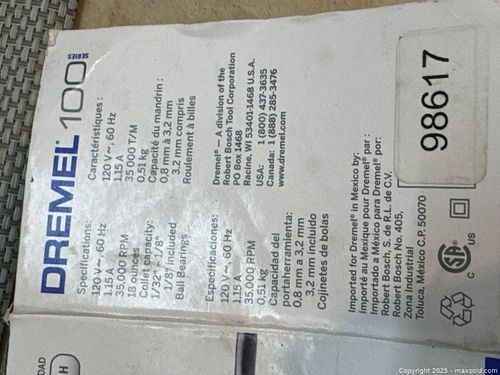 DREMEL 100 SERIES
Specifications:
120 V~, 60 Hz
1.15 A
35,000 RPM
18 ounces
Collet capacity:
1/32" - 1/8"
1/8" included
Ball Bearings
Caractéristiques :
120 V~, 60 Hz
1.15 A
35 000 T/M
0,51 kg
Capacité du mandrin :
0,8 mm à 3,2 mm
3,2 mm compris
Roulement à billes
Especificaciones:
120 V~, 60 Hz
1.15 A
35.000 RPM
0,51 kg
Capacidad del
portaherramienta:
0,8 mm a 3,2 mm
3,2 mm incluido
Cojinetes de bolas
Dremel® — A division of the
Robert Bosch Tool Corporation
PO Box 1468
Racine, WI 53401-1468 U.S.A.
USA: 1 (800) 437-3635
Canada: 1 (888) 285-3476
www.dremel.com
Imported for Dremel® in Mexico by:
Importé au Mexique pour Dremel® par :
Importado a México para Dremel® por:
Robert Bosch, S. de R.L. de C.V.
Robert Bosch No. 405,
Zona Industrial
Toluca, México C.P. 50070
98617
C US
DAD
H
Copyright 2025 - maxsold.com